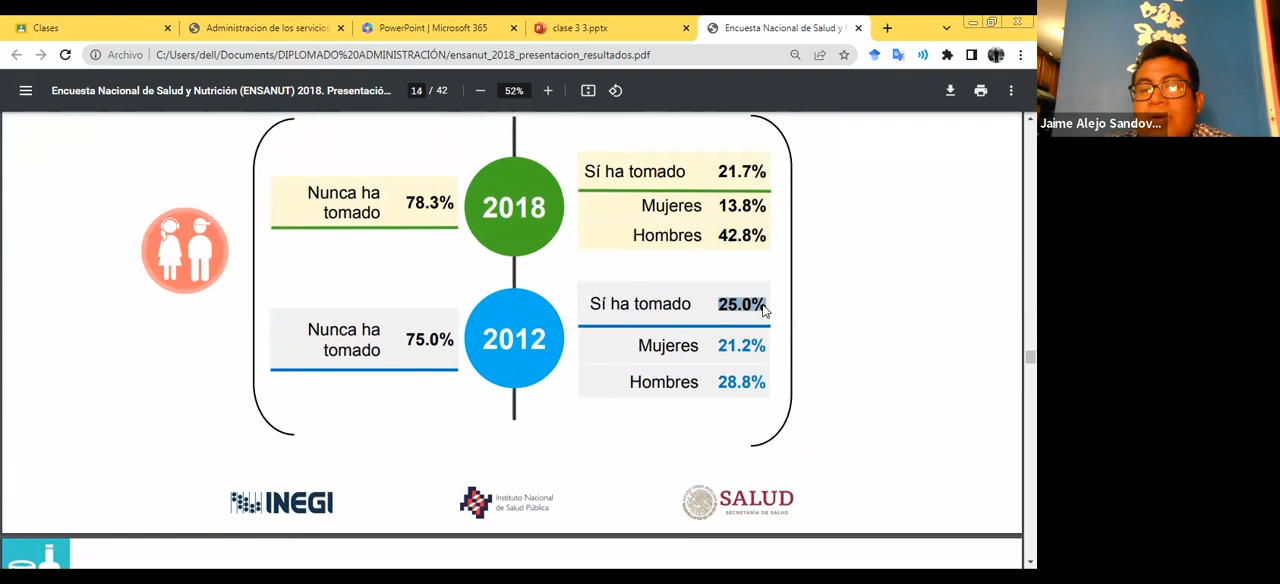 Clases
Administracion de los servicios
PowerPoint | Microsoft 365
clase 3 3.pptx
Encuesta Nacional de Salud y
Archivo
C:/Users/dell/Documents/DIPLOMADO%20ADMINISTRACIÓN/ensanut_2018_presentacion_resultados.pdf
Encuesta Nacional de Salud y Nutrición (ENSANUT) 2018. Presentació...
14 / 42
52%
Jaime Alejo Sandov...
Nunca ha
tomado
78.3%
2018
Sí ha tomado 21.7%
Mujeres 13.8%
Hombres 42.8%
Nunca ha
tomado
75.0%
2012
Sí ha tomado 25.0%
Mujeres 21.2%
Hombres 28.8%
INEGI
Instituto Nacional
de Salud Pública
SALUD
SECRETARÍA DE SALUD